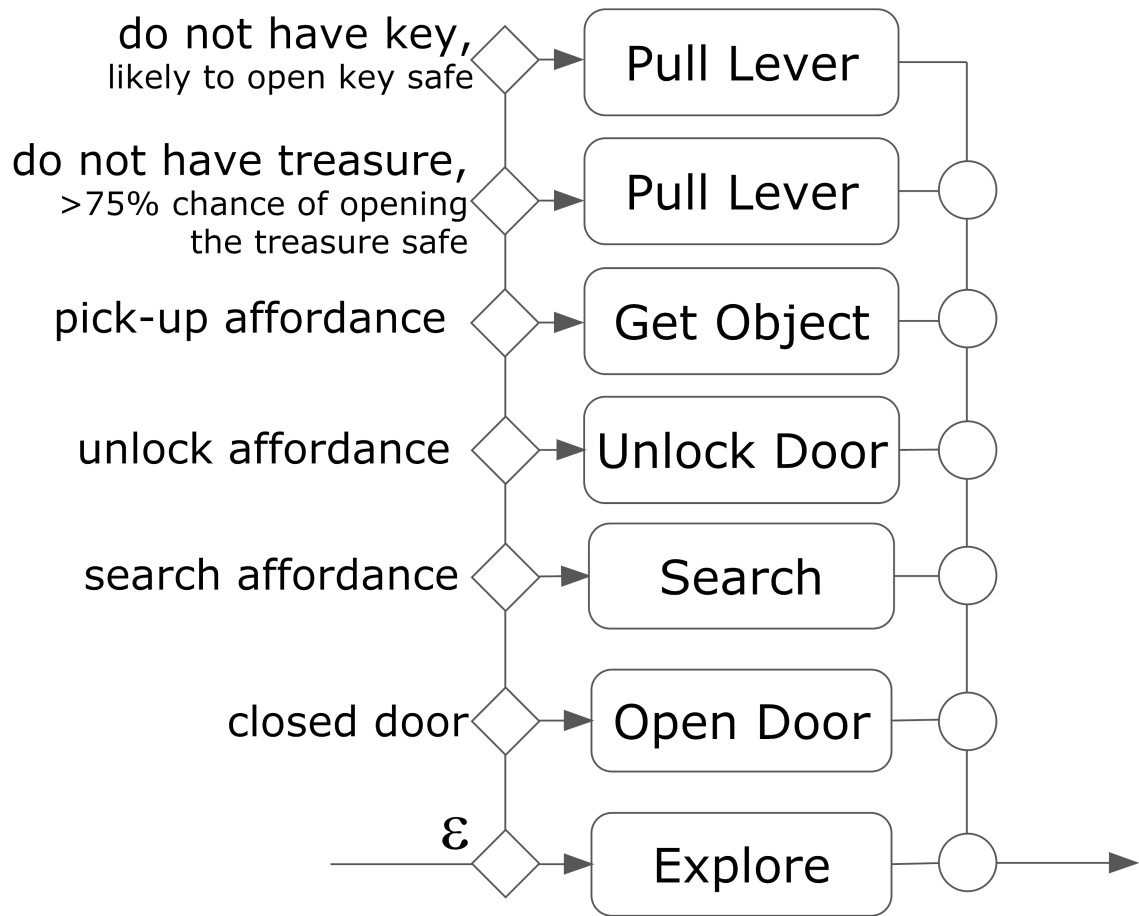 do not have key,
likely to open key safe
Pull Lever
do not have treasure,
>75% chance of opening
the treasure safe
Pull Lever
pick-up affordance
Get Object
unlock affordance
Unlock Door
search affordance
Search
closed door
Open Door
ε
Explore